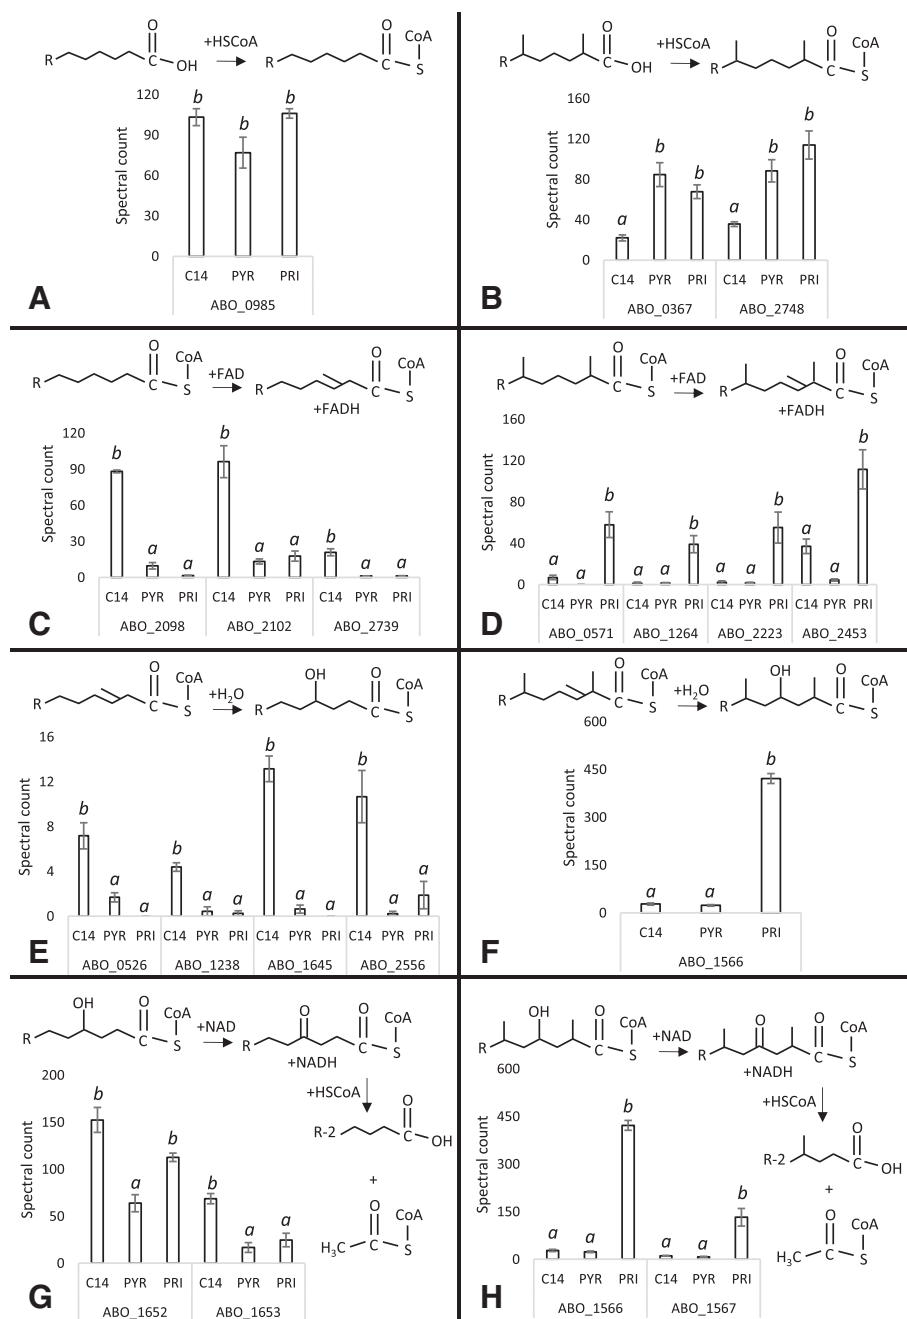 O
R
C
OH
+HSCoA
O
CoA
R
C
S
Spectral count
120
90
60
30
0
b
b
b
C14 PYR PRI
ABO_0985
A
O
R
C
OH
+HSCoA
O
CoA
R
C
S
Spectral count
160
120
80
40
0
a
b
b
a
b
b
C14 PYR PRI C14 PYR PRI
ABO_0367 ABO_2748
B
O
CoA
R
C
S
+FAD
O
CoA
R
C
S
+FADH
Spectral count
120
90
60
30
0
b
a
a
b
a
a
b
a
a
C14 PYR PRI C14 PYR PRI C14 PYR PRI
ABO_2098 ABO_2102 ABO_2739
C
O
CoA
R
C
S
+FAD
O
CoA
R
C
S
+FADH
Spectral count
160
120
80
40
0
a
a
b
a
a
b
a
a
b
a
a
b
C14 PYR PRI C14 PYR PRI C14 PYR PRI C14 PYR PRI
ABO_0571 ABO_1264 ABO_2223 ABO_2453
D
O
CoA
R
C
S
+H2O
OH
O
CoA
R
C
S
Spectral count
16
12
8
4
0
b
a
a
b
a
a
b
a
a
b
a
a
C14 PYR PRI C14 PYR PRI C14 PYR PRI C14 PYR PRI
ABO_0526 ABO_1238 ABO_1645 ABO_2556
E
O
CoA
R
C
S
+H2O
OH
O
CoA
R
C
S
Spectral count
600
450
300
150
0
a
a
b
C14 PYR PRI
ABO_1566
F
OH
O
CoA
R
C
S
+NAD
O
O
CoA
R
C
S
+NADH
+HSCoA
O
R-2
C
OH
+
O
CoA
H3C
C
S
Spectral count
200
150
100
50
0
b
a
b
b
a
a
C14 PYR PRI C14 PYR PRI
ABO_1652 ABO_1653
G
OH
O
CoA
R
C
S
+NAD
O
O
CoA
R
C
S
+NADH
+HSCoA
O
R-2
C
OH
+
O
CoA
H3C
C
S
Spectral count
600
450
300
150
0
a
a
b
a
a
b
C14 PYR PRI C14 PYR PRI
ABO_1566 ABO_1567
H